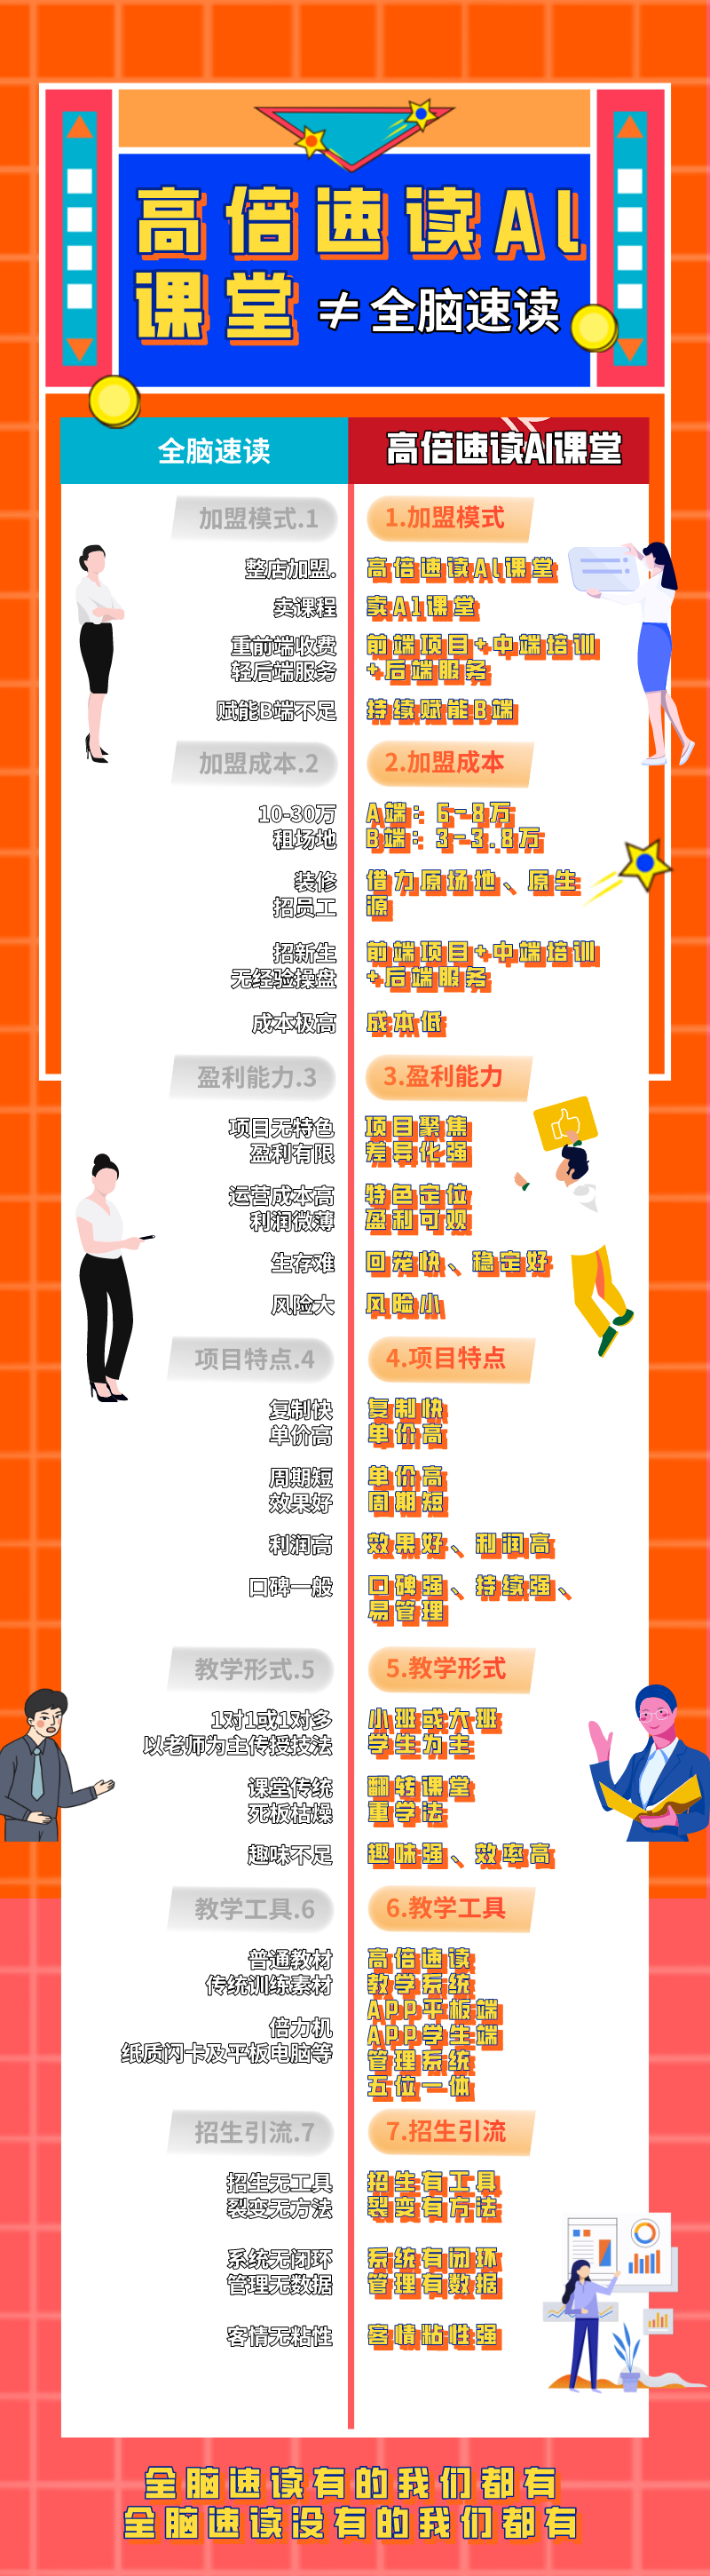 高倍速读AI
课堂≠全脑速读
全脑速读
高倍速读AI课堂
加盟模式.1
整店加盟.
卖课程
重前端收费
轻后端服务
赋能B端不足
1.加盟模式
高倍速读AI课堂
卖AI课堂
前端项目+中端培训
+后端服务
持续赋能B端
加盟成本.2
10-30万
租场地
装修
招员工
招新生
无经验操盘
成本极高
2.加盟成本
A端：6-8万
B端：3-3.8万
借力原场地、原生
源
前端项目+中端培训
+后端服务
成本低
盈利能力.3
项目无特色
盈利有限
运营成本高
利润微薄
生存难
风险大
3.盈利能力
项目聚焦
差异化强
特色定位
盈利可观
回笼快、稳定好
风险小
项目特点.4
复制快
单价高
周期短
效果好
利润高
口碑一般
4.项目特点
复制快
单价高
单价高
周期短
效果好、利润高
口碑强、持续强、
易管理
教学形式.5
1对1或1对多
以老师为主传授技法
课堂传统
死板枯燥
趣味不足
5.教学形式
小班或大班
学生为主
翻转课堂
重学法
趣味强、效率高
教学工具.6
普通教材
传统训练素材
倍力机
纸质闪卡及平板电脑等
6.教学工具
高倍速读
教学系统
APP平板端
APP学生端
管理系统
五位一体
招生引流.7
招生无工具
裂变无方法
系统无闭环
管理无数据
客情无粘性
7.招生引流
招生有工具
裂变有方法
系统有闭环
管理有数据
客情粘性强
全脑速读有的我们都有
全脑速读没有的我们都有